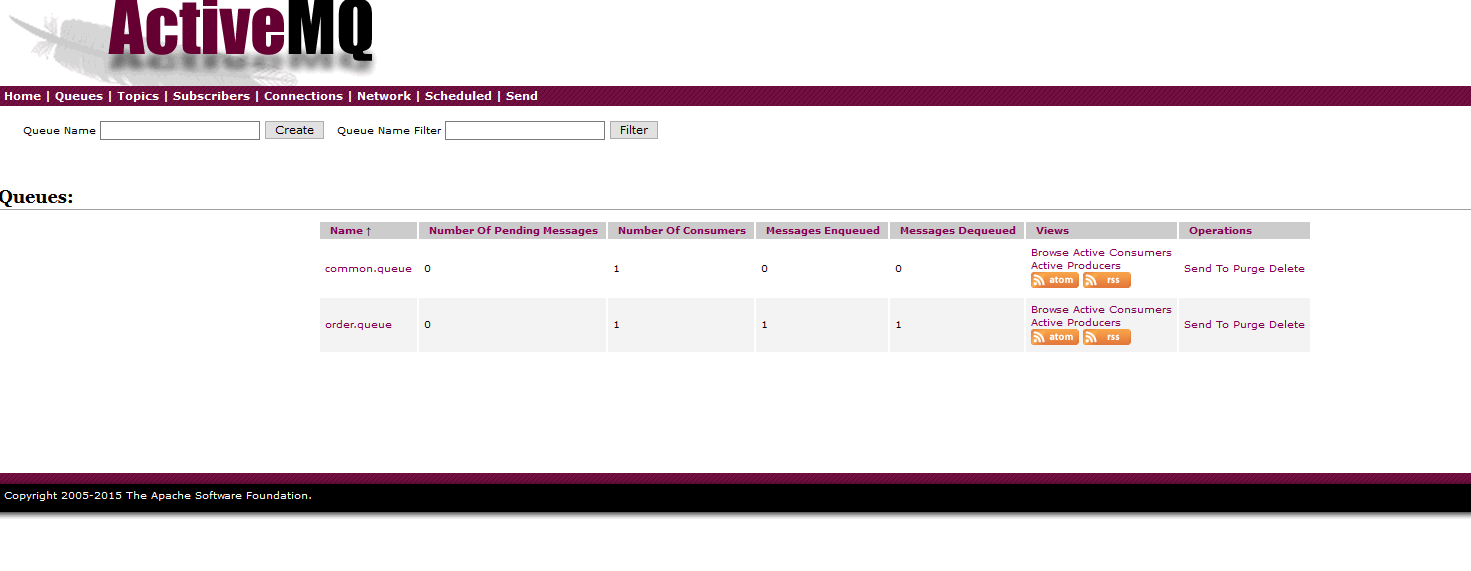 ActiveMQ
Home | Queues | Topics | Subscribers | Connections | Network | Scheduled | Send
Queue Name Create Queue Name Filter Filter
Queues:
Name ↑ Number Of Pending Messages Number Of Consumers Messages Enqueued Messages Dequeued Views Operations
common.queue 0 1 0 0 Browse Active Consumers
Active Producers
atom rss
Send To Purge Delete
order.queue 0 1 1 1 Browse Active Consumers
Active Producers
atom rss
Send To Purge Delete
Copyright 2005-2015 The Apache Software Foundation.